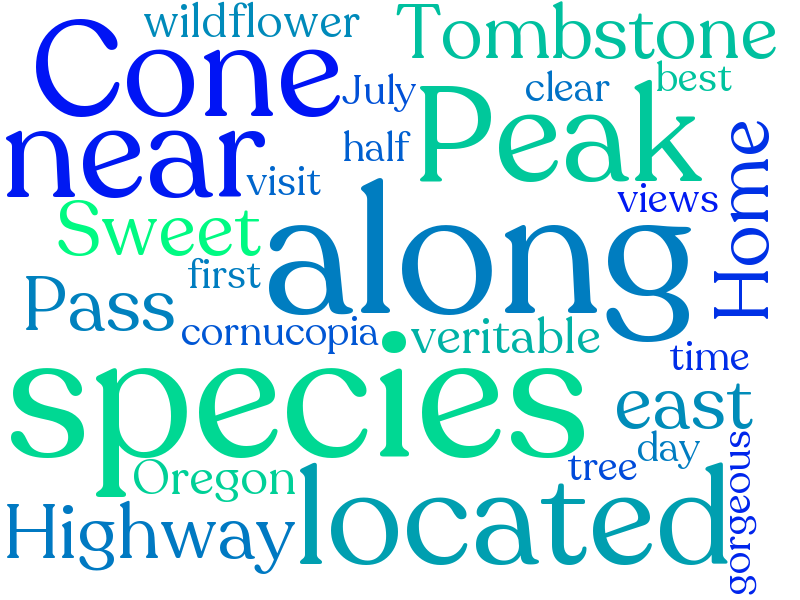 wildflower
Tombstone
Cone
July
clear
best
Peak
near
half
visit
views
Home
Sweet
along
first
Pass
cornucopia
veritable
time
species
east
day
Oregon
tree
gorgeous
Highway
located